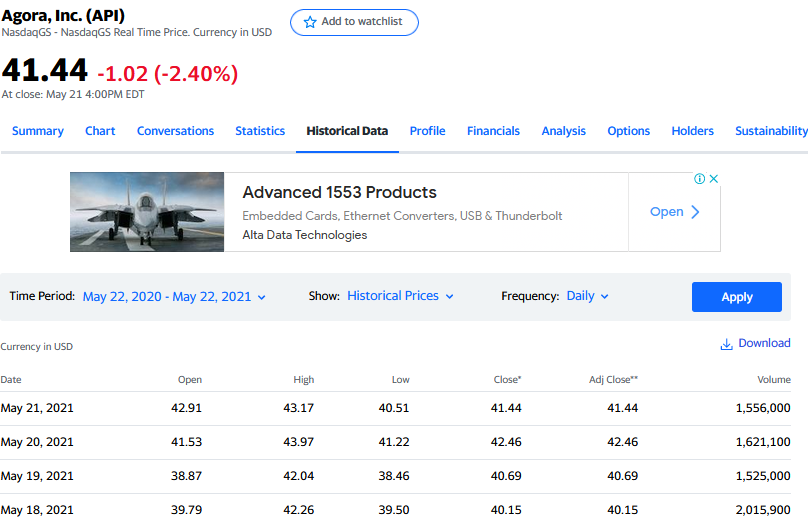 Agora, Inc. (API)
NasdaqGS - NasdaqGS Real Time Price. Currency in USD
Add to watchlist
41.44 -1.02 (-2.40%)
At close: May 21 4:00PM EDT
Summary Chart Conversations Statistics Historical Data Profile Financials Analysis Options Holders Sustainability
Advanced 1553 Products
Embedded Cards, Ethernet Converters, USB & Thunderbolt
Alta Data Technologies
Open
Time Period: May 22, 2020 - May 22, 2021 Show: Historical Prices Frequency: Daily Apply
Currency in USD Download
Date Open High Low Close* Adj Close** Volume
May 21, 2021 42.91 43.17 40.51 41.44 41.44 1,556,000
May 20, 2021 41.53 43.97 41.22 42.46 42.46 1,621,100
May 19, 2021 38.87 42.04 38.46 40.69 40.69 1,525,000
May 18, 2021 39.79 42.26 39.50 40.15 40.15 2,015,900